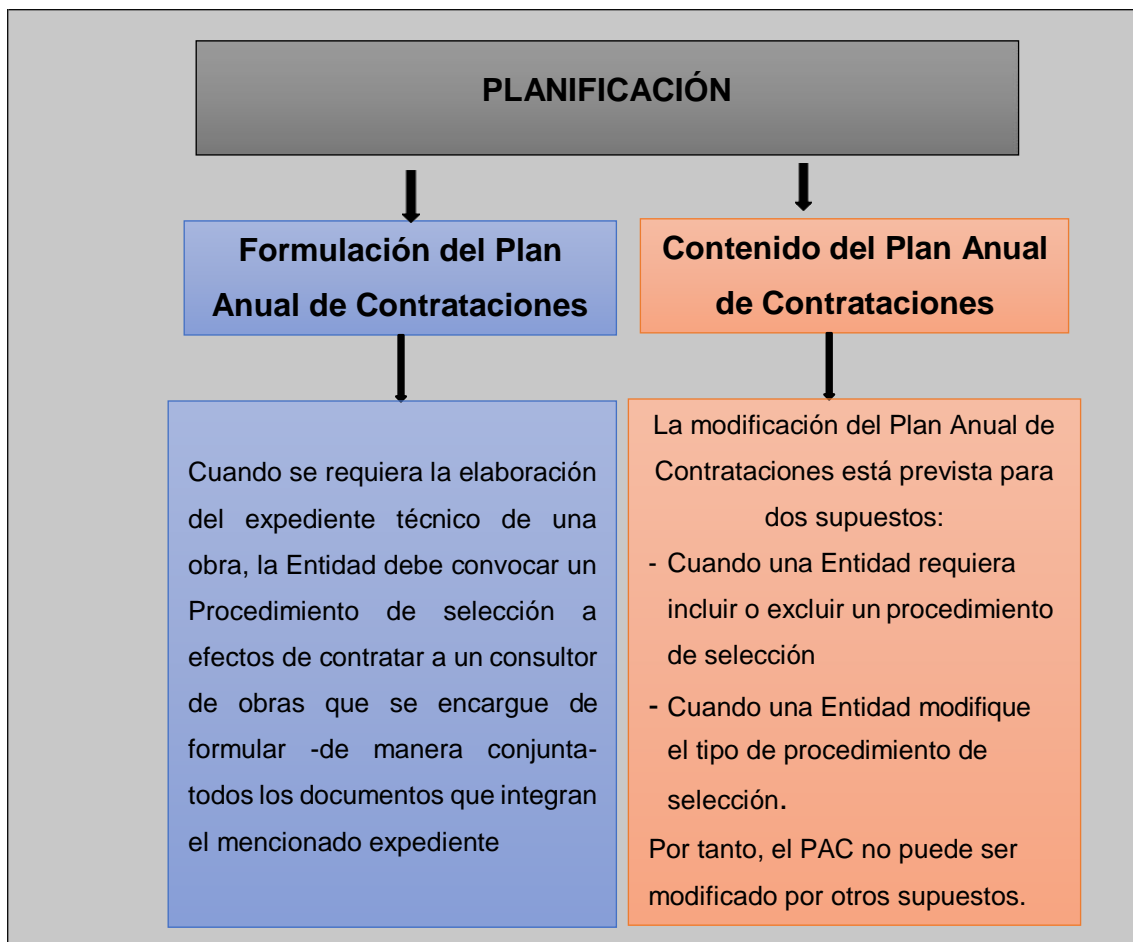 PLANIFICACIÓN
Formulación del Plan
Anual de Contrataciones
Contenido del Plan Anual
de Contrataciones
Cuando se requiera la elaboración
del expediente técnico de una
obra, la Entidad debe convocar un
Procedimiento de selección a
efectos de contratar a un consultor
de obras que se encargue de
formular -de manera conjunta-
todos los documentos que integran
el mencionado expediente
La modificación del Plan Anual de
Contrataciones está prevista para
dos supuestos:
- Cuando una Entidad requiera
incluir o excluir un procedimiento
de selección
- Cuando una Entidad modifique
el tipo de procedimiento de
selección.
Por tanto, el PAC no puede ser
modificado por otros supuestos.